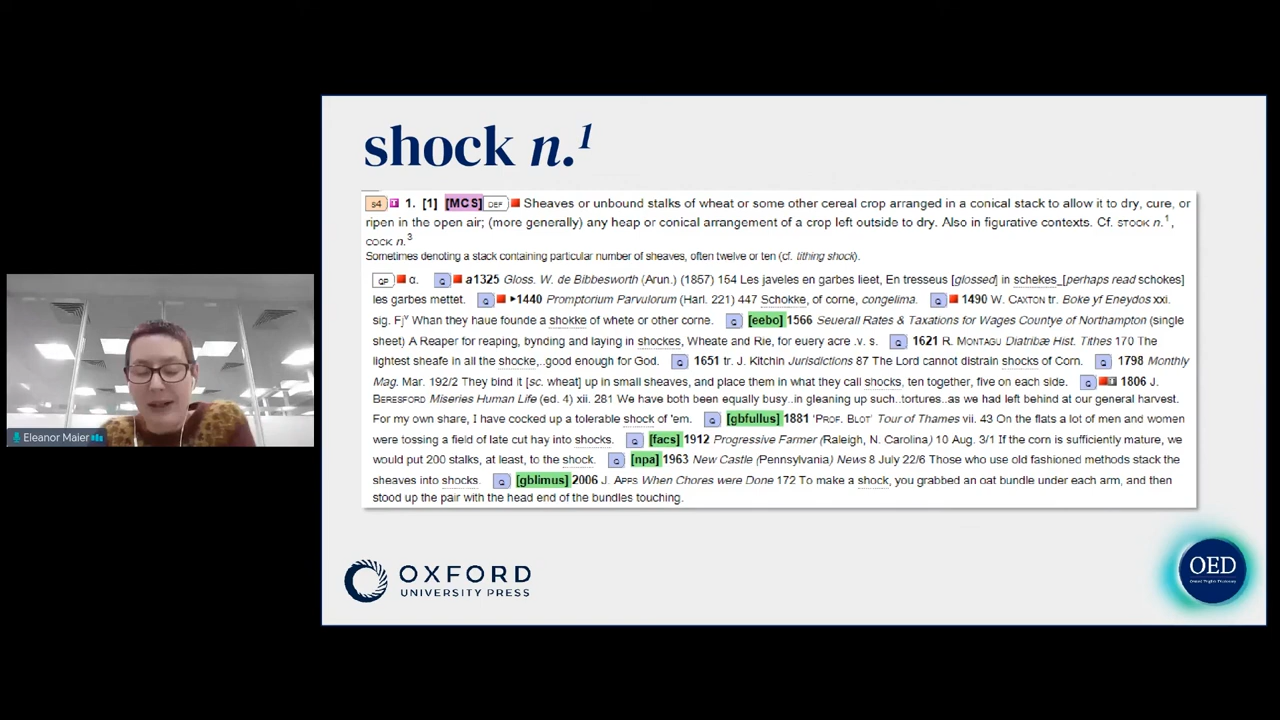 shock n.1
s4 T 1. [1] [MCS] DEF Sheaves or unbound stalks of wheat or some other cereal crop arranged in a conical stack to allow it to dry, cure, or
ripen in the open air; (more generally) any heap or conical arrangement of a crop left outside to dry. Also in figurative contexts. Cf. STOOK n.1,
COCK n.3
Sometimes denoting a stack containing particular number of sheaves, often twelve or ten (cf. tithing shock).
QP α. Q a1325 Gloss. W. de Bibbesworth (Arun.) (1857) 154 Les javeles en garbes lieet, En tresseus [glossed] in schekes_[perhaps read schokes]
les garbes mettet. Q ▸1440 Promptorium Parvulorum (Harl. 221) 447 Schokke, of corne, congelima. Q 1490 W. CAXTON tr. Boke yf Eneydos xxi.
sig. Fjv Whan they haue founde a shokke of whete or other corne. Q [eebo] 1566 Seuerall Rates & Taxations for Wages Countye of Northampton (single
sheet) A Reaper for reaping, bynding and laying in shockes, Wheate and Rie, for euery acre .v. s. Q 1621 R. MONTAGU Diatribæ Hist. Tithes 170 The
lightest sheafe in all the shocke,..good enough for God. Q 1651 tr. J. Kitchin Jurisdictions 87 The Lord cannot distrain shocks of Corn. Q 1798 Monthly
Mag. Mar. 192/2 They bind it [sc. wheat] up in small sheaves, and place them in what they call shocks, ten together, five on each side. Q 1806 J.
BERESFORD Miseries Human Life (ed. 4) xii. 281 We have both been equally busy..in gleaning up such..tortures..as we had left behind at our general harvest.
For my own share, I have cocked up a tolerable shock of 'em. Q [gbfullus] 1881 'PROF. BLOT' Tour of Thames vii. 43 On the flats a lot of men and women
were tossing a field of late cut hay into shocks. Q [facs] 1912 Progressive Farmer (Raleigh, N. Carolina) 10 Aug. 3/1 If the corn is sufficiently mature, we
would put 200 stalks, at least, to the shock. Q [npa] 1963 New Castle (Pennsylvania) News 8 July 22/6 Those who use old fashioned methods stack the
sheaves into shocks. Q [gblimus] 2006 J. APPS When Chores were Done 172 To make a shock, you grabbed an oat bundle under each arm, and then
stood up the pair with the head end of the bundles touching.
Eleanor Maier
OXFORD
UNIVERSITY PRESS
OED
Oxford English Dictionary